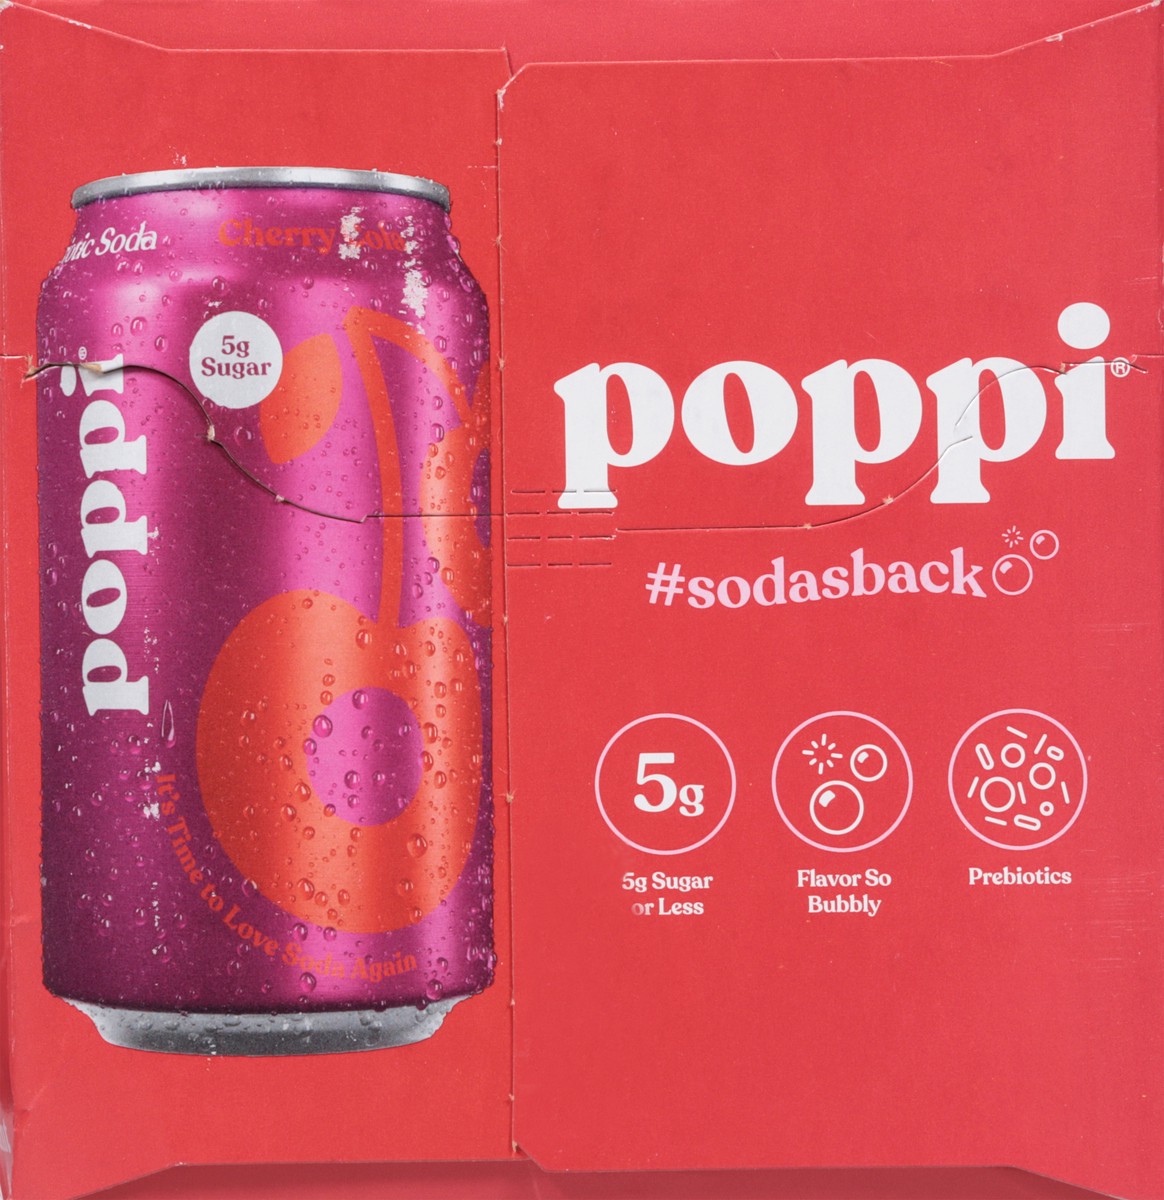 Soda
Cherry Cola
5g
Sugar
poppi®
It's Time to Love Soda Again
poppi®
#sodasback
5g
5g Sugar
or Less
Flavor So
Bubbly
Prebiotics